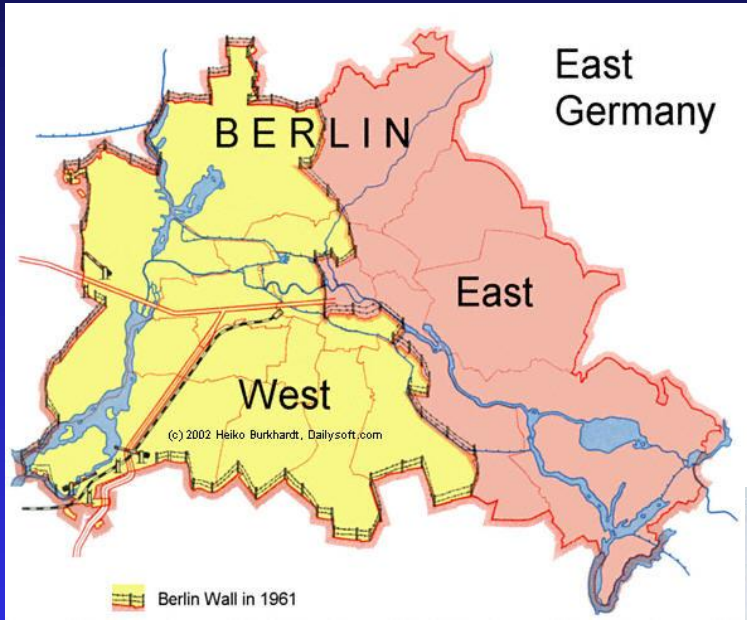 East
Germany
BERLIN
East
West
(c) 2002 Heiko Burkhardt, Dailysoft.com
Berlin Wall in 1961